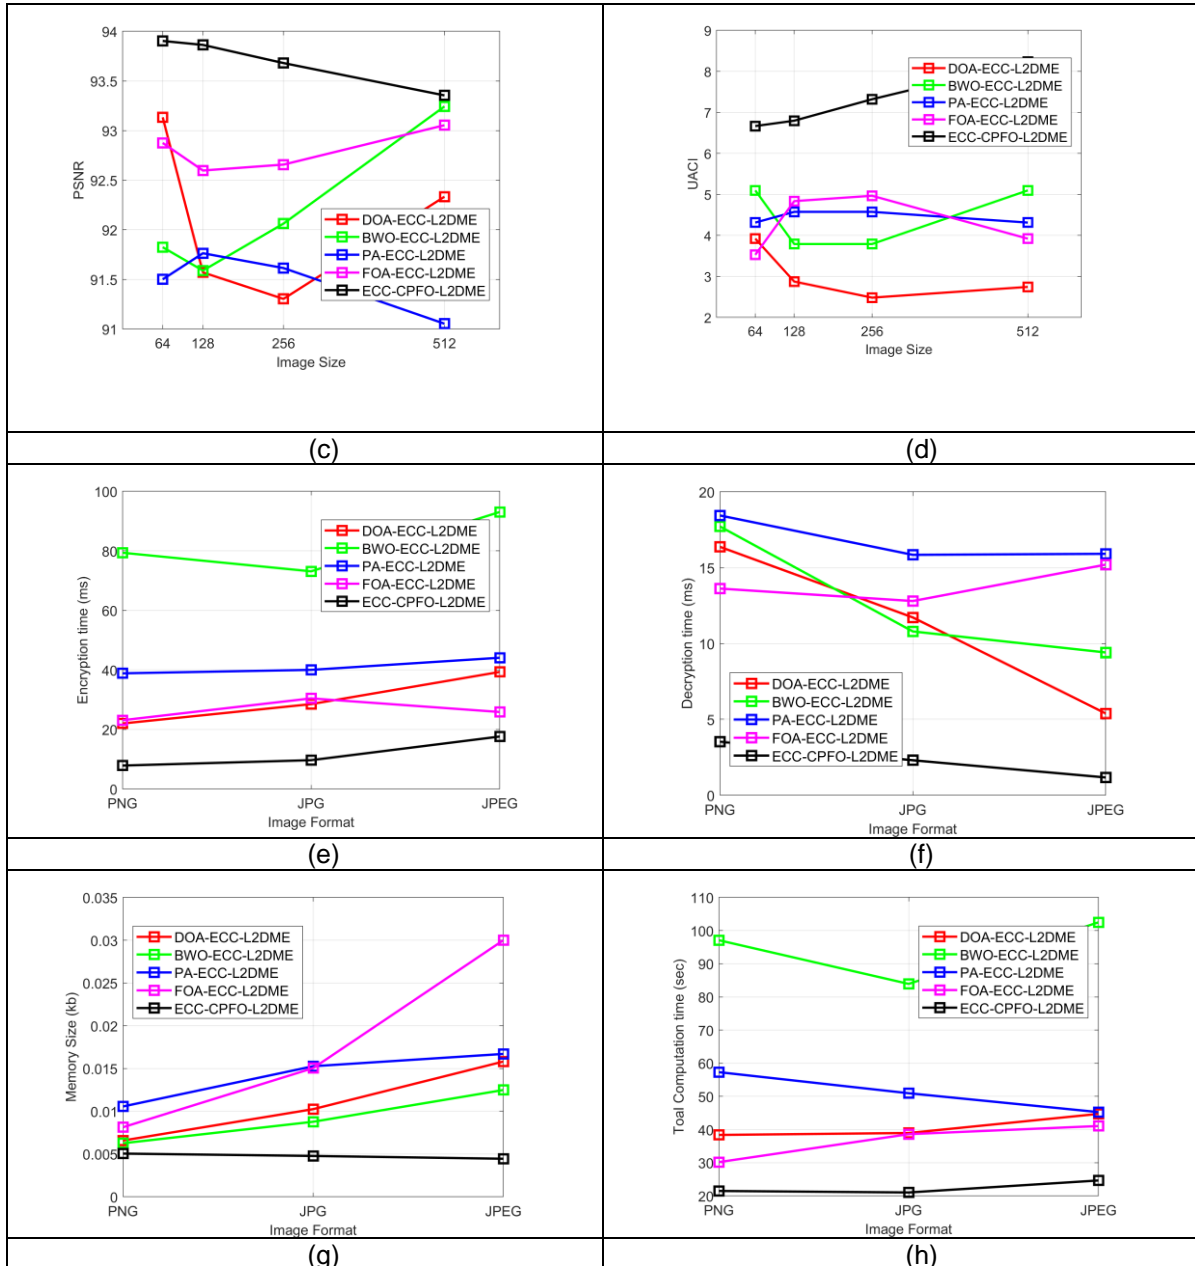 94
93.5
93
92.5
92
91.5
91
PSNR
DOA-ECC-L2DME
BWO-ECC-L2DME
PA-ECC-L2DME
FOA-ECC-L2DME
ECC-CPFO-L2DME
64 128 256 512
Image Size
9
8
7
6
5
4
3
2
UACI
DOA-ECC-L2DME
BWO-ECC-L2DME
PA-ECC-L2DME
FOA-ECC-L2DME
ECC-CPFO-L2DME
64 128 256 512
Image Size
(c)
(d)
100
80
60
40
20
0
Encryption time (ms)
DOA-ECC-L2DME
BWO-ECC-L2DME
PA-ECC-L2DME
FOA-ECC-L2DME
ECC-CPFO-L2DME
PNG JPG JPEG
Image Format
20
15
10
5
0
Decryption time (ms)
DOA-ECC-L2DME
BWO-ECC-L2DME
PA-ECC-L2DME
FOA-ECC-L2DME
ECC-CPFO-L2DME
PNG JPG JPEG
Image Format
(e)
(f)
0.035
0.03
0.025
0.02
0.015
0.01
0.005
0
Memory Size (kb)
DOA-ECC-L2DME
BWO-ECC-L2DME
PA-ECC-L2DME
FOA-ECC-L2DME
ECC-CPFO-L2DME
PNG JPG JPEG
Image Format
110
100
90
80
70
60
50
40
30
20
Toal Computation time (sec)
DOA-ECC-L2DME
BWO-ECC-L2DME
PA-ECC-L2DME
FOA-ECC-L2DME
ECC-CPFO-L2DME
PNG JPG JPEG
Image Format
(g)
(h)